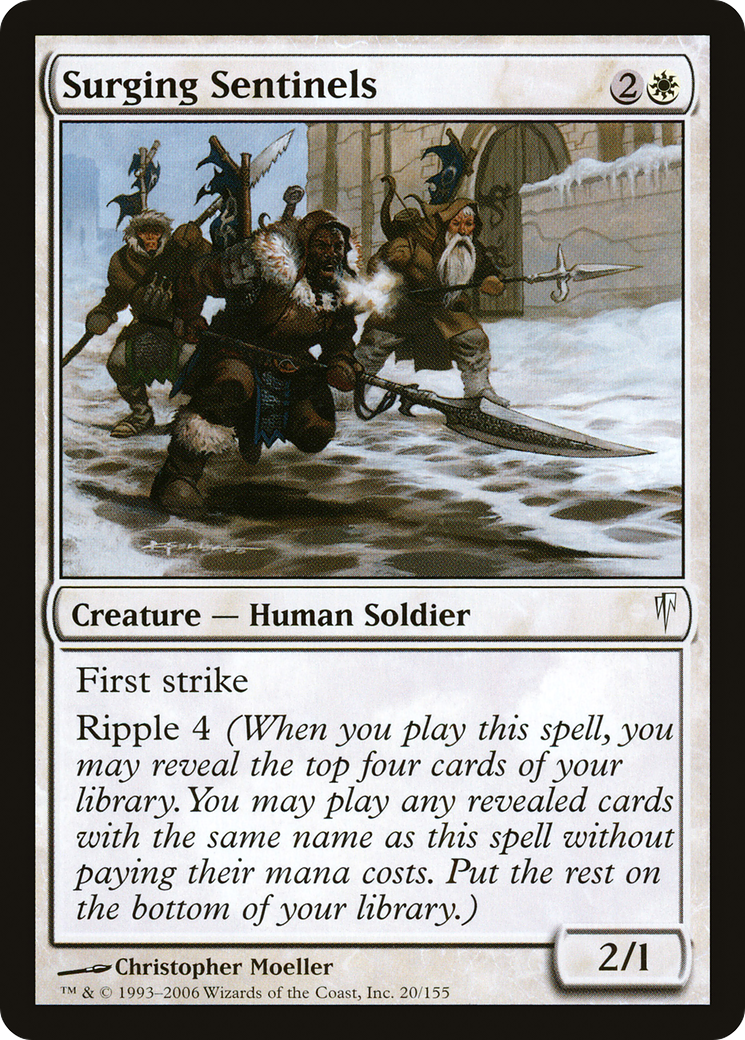 Surging Sentinels 2
Creature — Human Soldier
First strike
Ripple 4 (When you play this spell, you
may reveal the top four cards of your
library. You may play any revealed cards
with the same name as this spell without
paying their mana costs. Put the rest on
the bottom of your library.)
2/1
Christopher Moeller
™ & © 1993–2006 Wizards of the Coast, Inc. 20/155